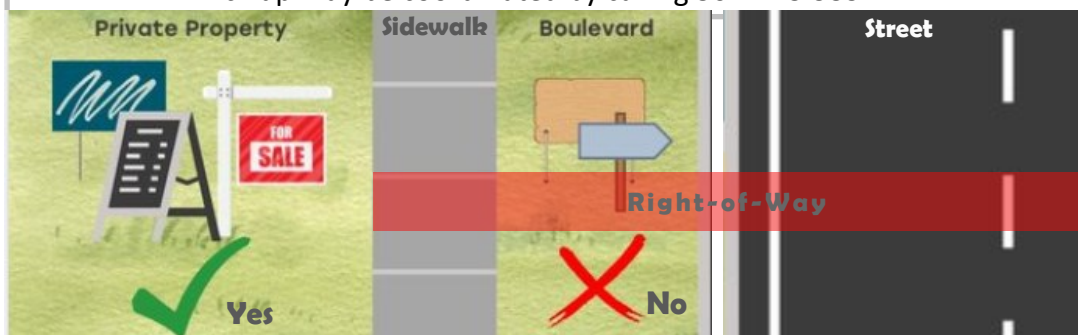 Private Property
Sidewalk
Boulevard
Street
FOR
SALE
Right-of-Way
Yes
No